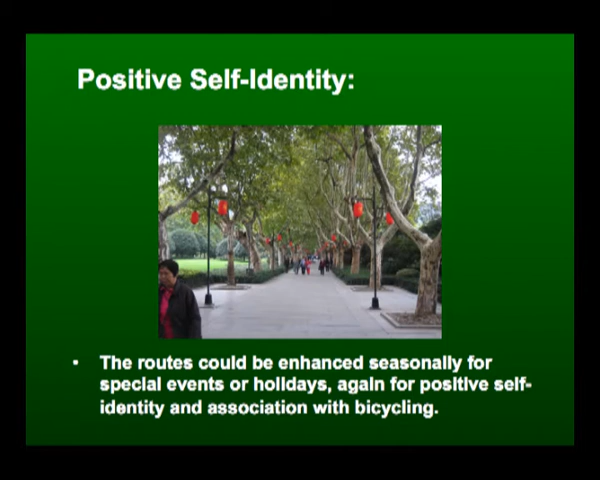 Positive Self-Identity:
• The routes could be enhanced seasonally for
special events or holidays, again for positive self-
identity and association with bicycling.